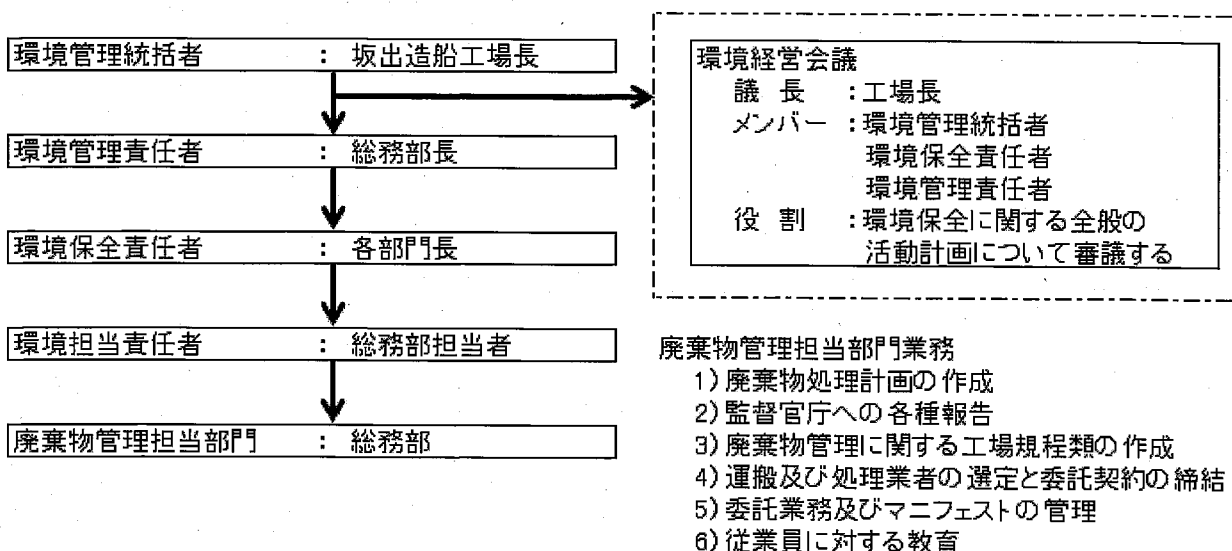 環境管理統括者 : 坂出造船工場長
環境管理責任者 : 総務部長
環境保全責任者 : 各部門長
環境担当責任者 : 総務部担当者
廃棄物管理担当部門 : 総務部
環境経営会議
議 長 :工場長
メンバー :環境管理統括者
環境保全責任者
環境管理責任者
役 割 :環境保全に関する全般の
活動計画について審議する
廃棄物管理担当部門業務
1)廃棄物処理計画の作成
2)監督官庁への各種報告
3)廃棄物管理に関する工場規程類の作成
4)運搬及び処理業者の選定と委託契約の締結
5)委託業務及びマニフェストの管理
6)従業員に対する教育